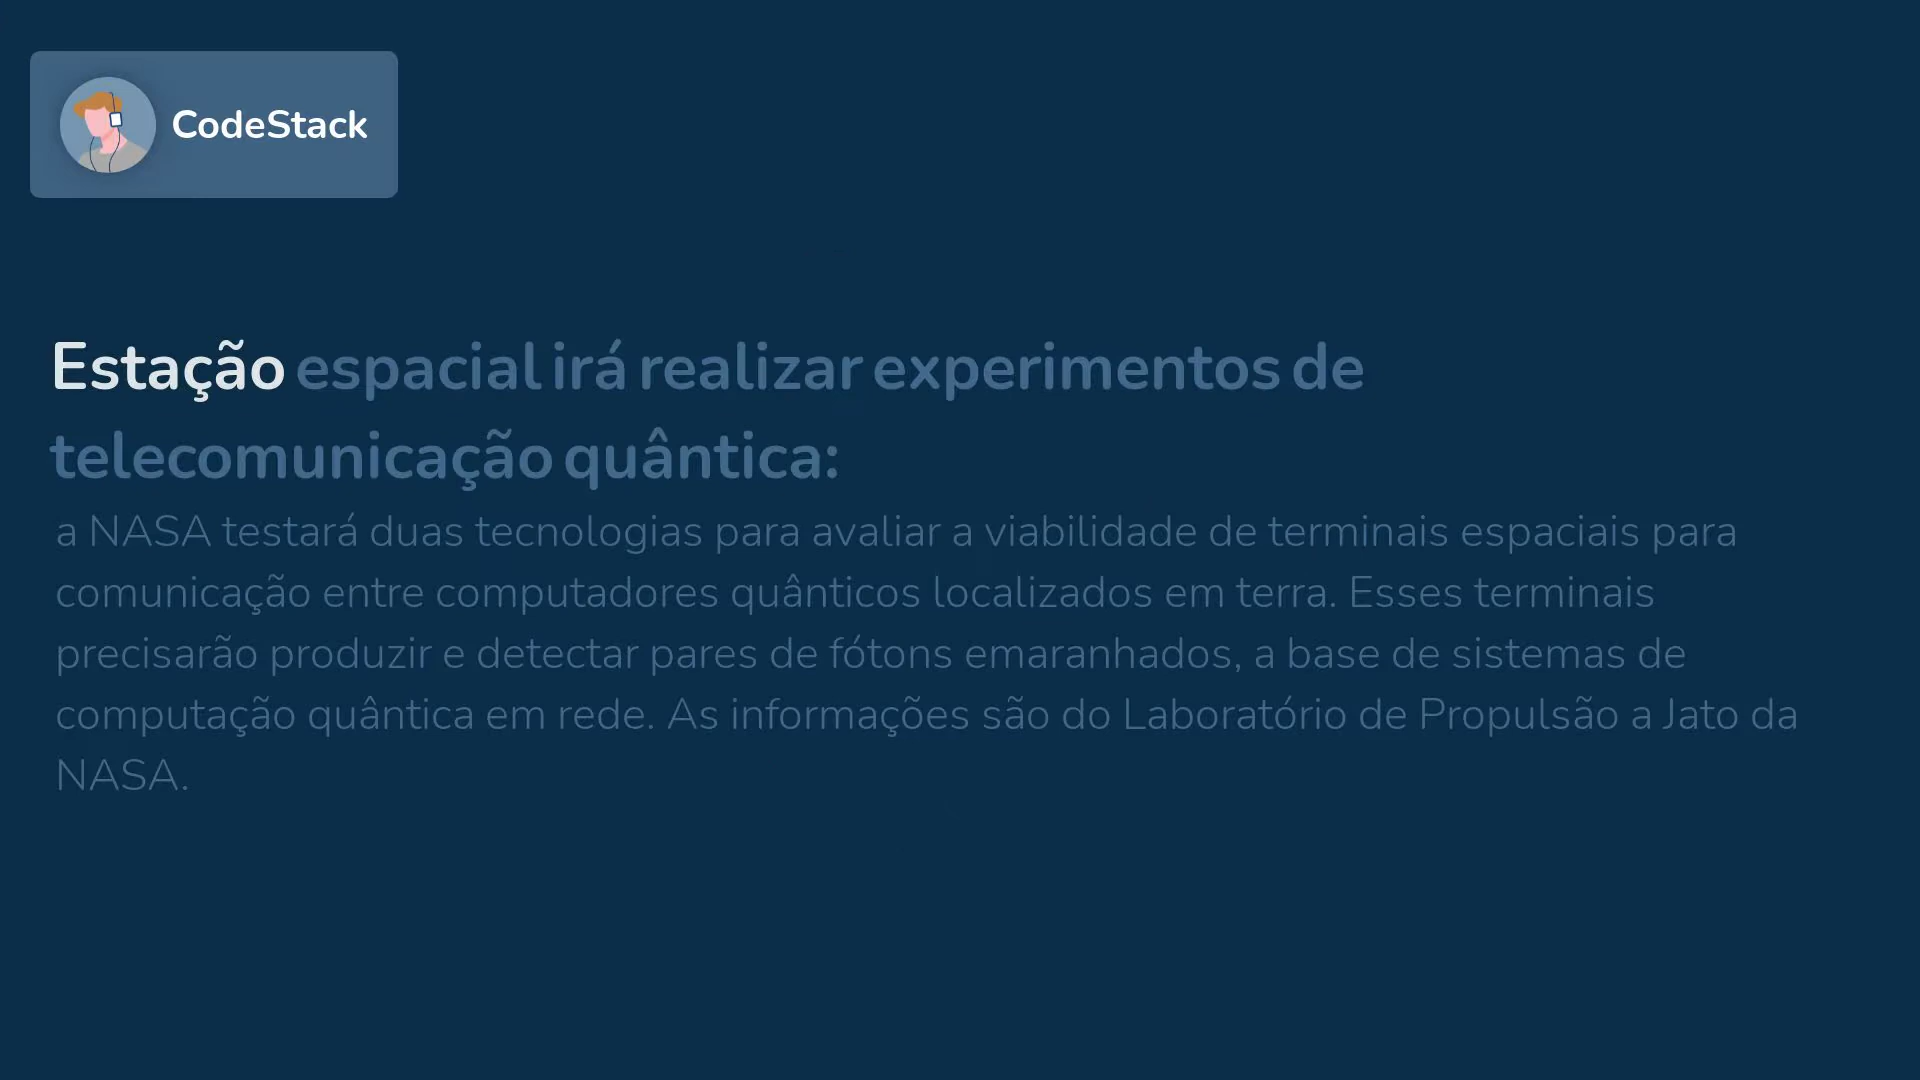 CodeStack
Estação espacial irá realizar experimentos de
telecomunicação quântica:
a NASA testará duas tecnologias para avaliar a viabilidade de terminais espaciais para
comunicação entre computadores quânticos localizados em terra. Esses terminais
precisarão produzir e detectar pares de fótons emaranhados, a base de sistemas de
computação quântica em rede. As informações são do Laboratório de Propulsão a Jato da
NASA.